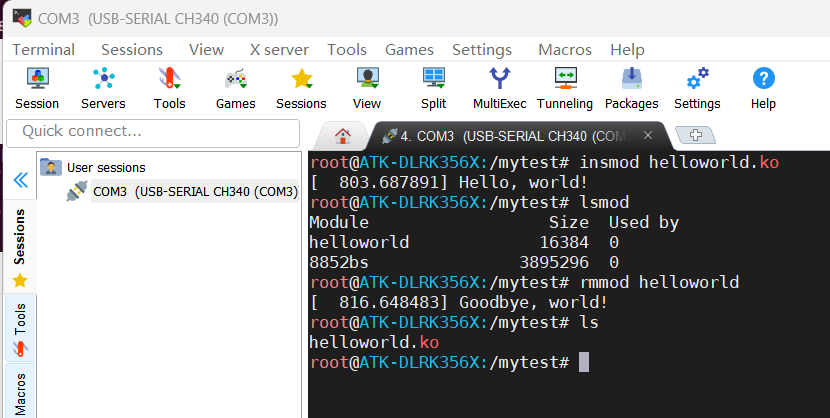 COM3 (USB-SERIAL CH340 (COM3))
Terminal Sessions View X server Tools Games Settings Macros Help
Session Servers Tools Games Sessions View Split MultiExec Tunneling Packages Settings Help
Quick connect...
4. COM3 (USB-SERIAL CH340 (COM
User sessions
COM3 (USB-SERIAL CH340 (COM3)
Sessions
Tools
Macros
root@ATK-DLRK356X:/mytest# insmod helloworld.ko
[  803.687891] Hello, world!
root@ATK-DLRK356X:/mytest# lsmod
Module                  Size  Used by
helloworld             16384  0
8852bs               3895296  0
root@ATK-DLRK356X:/mytest# rmmod helloworld
[  816.648483] Goodbye, world!
root@ATK-DLRK356X:/mytest# ls
helloworld.ko
root@ATK-DLRK356X:/mytest#